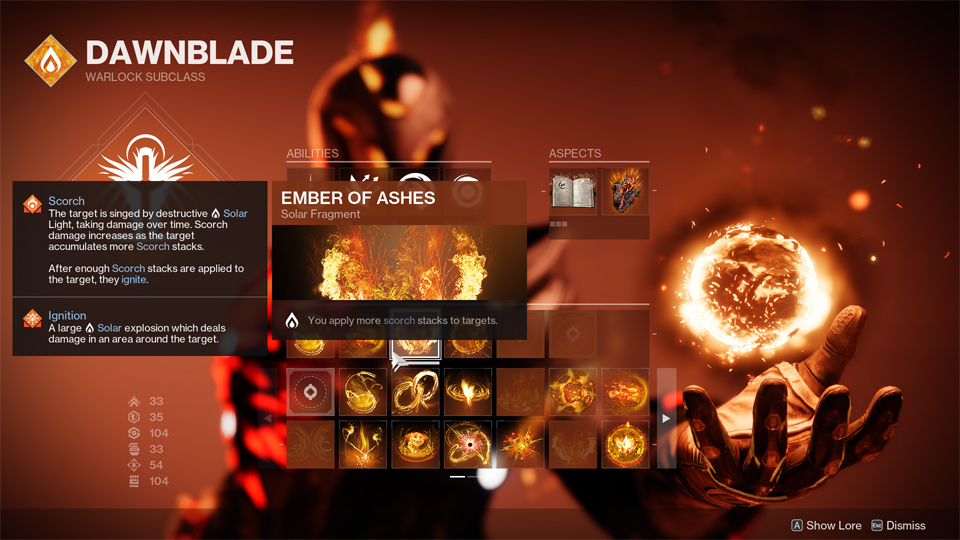 DAWNBLADE
WARLOCK SUBCLASS
ABILITIES
ASPECTS
Scorch
The target is singed by destructive Solar
Light, taking damage over time. Scorch
damage increases as the target
accumulates more Scorch stacks.
After enough Scorch stacks are applied to
the target, they ignite.
Ignition
A large Solar explosion which deals
damage in an area around the target.
EMBER OF ASHES
Solar Fragment
You apply more scorch stacks to targets.
33
35
104
33
54
104
A Show Lore Esc Dismiss